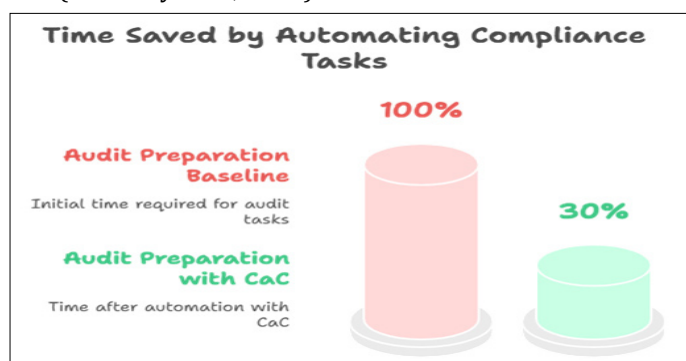 Time Saved by Automating Compliance
Tasks
100%
Audit Preparation
Baseline
Initial time required for audit
tasks
30%
Audit Preparation
with CaC
Time after automation with
CaC